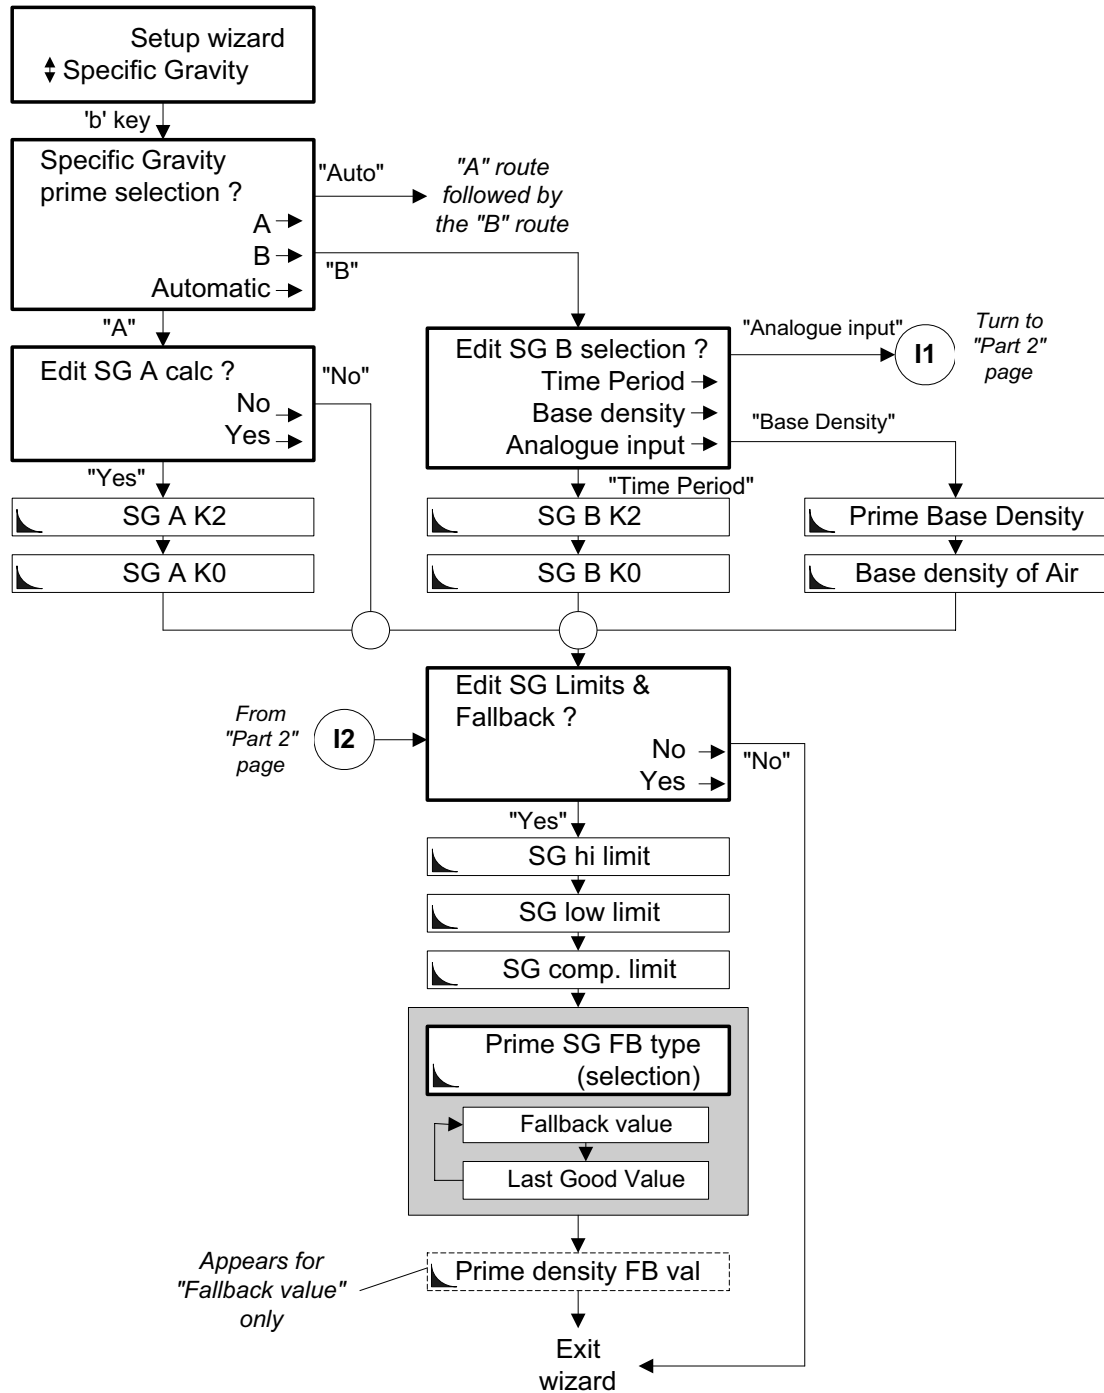 Setup wizard
Specific Gravity
'b' key
Specific Gravity
prime selection ?
A
B
Automatic
"Auto"
"A" route
followed by
the "B" route
"B"
"A"
Edit SG A calc ?
No
Yes
"No"
"Yes"
SG A K2
SG A K0
Edit SG B selection ?
Time Period
Base density
Analogue input
"Analogue input"
I1
Turn to
"Part 2"
page
"Base Density"
"Time Period"
SG B K2
SG B K0
Prime Base Density
Base density of Air
From
"Part 2"
page
I2
Edit SG Limits &
Fallback ?
No
Yes
"No"
"Yes"
SG hi limit
SG low limit
SG comp. limit
Prime SG FB type
(selection)
Fallback value
Last Good Value
Appears for
"Fallback value"
only
Prime density FB val
Exit
wizard